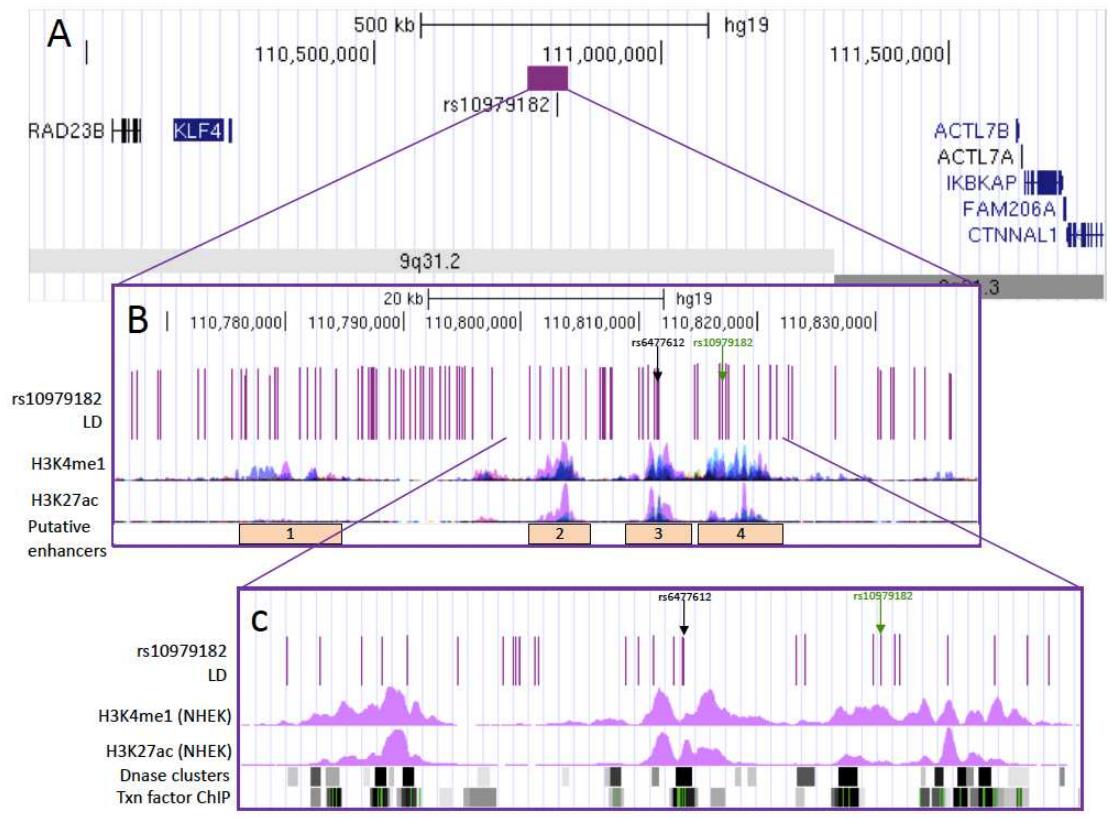 A
500 kb hg19
110,500,000 111,000,000 111,500,000
rs10979182
RAD23B KLF4 ACTL7B
ACTL7A
IKBKAP
FAM206A
CTNNAL1
9q31.2
20 kb hg19
B
110,780,000 110,790,000 110,800,000 110,810,000 110,820,000 110,830,000
rs6477612 rs10979182
rs10979182
LD
H3K4me1
H3K27ac
Putative
enhancers
1 2 3 4
C
rs6477612 rs10979182
rs10979182
LD
H3K4me1 (NHEK)
H3K27ac (NHEK)
Dnase clusters
Txn factor ChIP